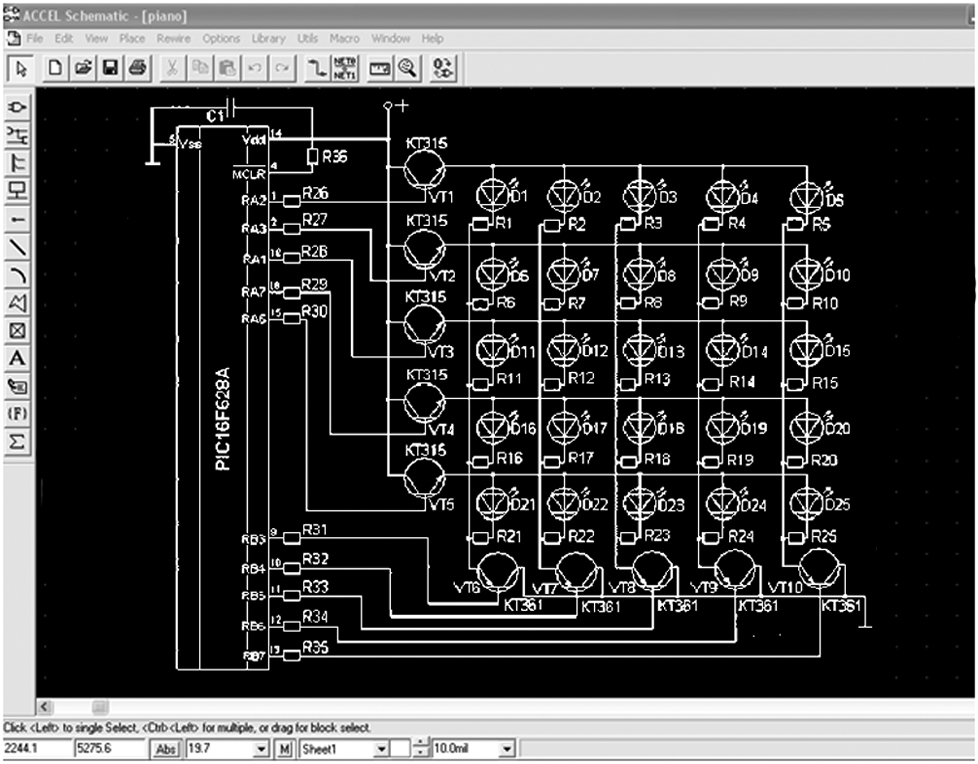 ACCEL Schematic - [piano]
File Edit View Place Rewire Options Library Utils Macro Window Help
NET0
NET1
A
(F)
Σ
C1
+
5 Vss
Vdd 14
KT315
R36
MCLR 4
VT1
RA2 1 R26
D1 D2 D3 D4 D5
R1 R2 R3 R4 R5
RA3 2 R27
KT315
RA1 18 R28
VT2
D6 D7 D8 D9 D10
RA7 16 R29
R6 R7 R8 R9 R10
KT315
RA6 15 R30
VT3
D11 D12 D13 D14 D15
KT315
R11 R12 R13 R14 R15
PIC16F628A
VT4
D16 D17 D18 D19 D20
KT315
R16 R17 R18 R19 R20
VT5
D21 D22 D23 D24 D25
RB3 9 R31
R21 R22 R23 R24 R25
RB4 10 R32
VT6 VT7 VT8 VT9 VT10
RB5 11 R33
KT361 KT361 KT361 KT361 KT361
RB6 12 R34
RB7 13 R35
Click <Left> to single Select, <Ctrl><Left> for multiple, or drag for block select.
2244.1 5275.6 Abs 19.7 M Sheet1 10.0mil